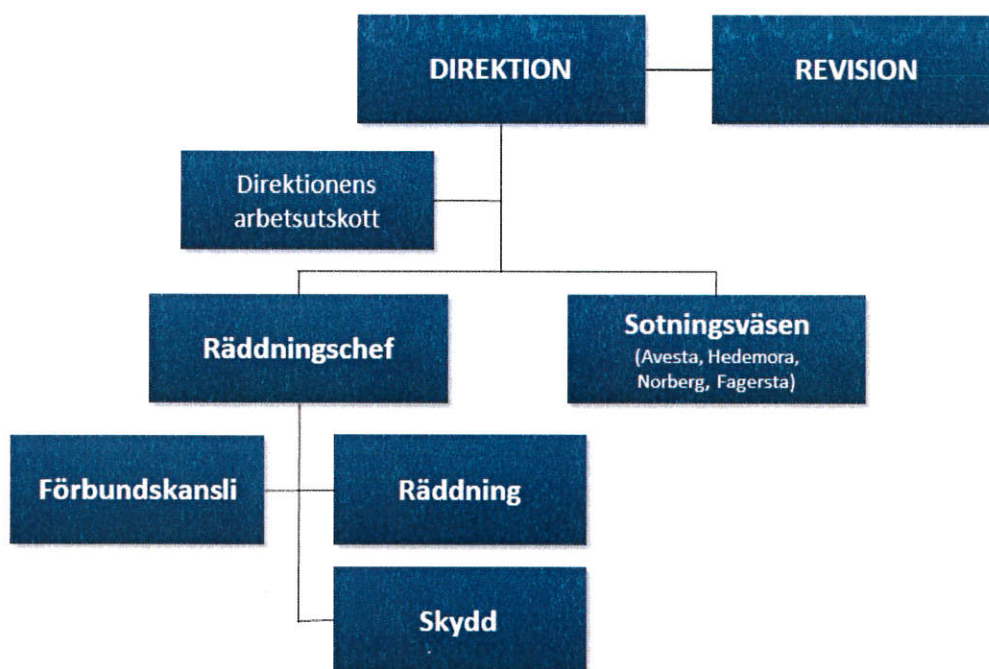 DIREKTION
REVISION
Direktionens
arbetsutskott
Räddningschef
Sotningsväsen
(Avesta, Hedemora,
Norberg, Fagersta)
Förbundskansli
Räddning
Skydd